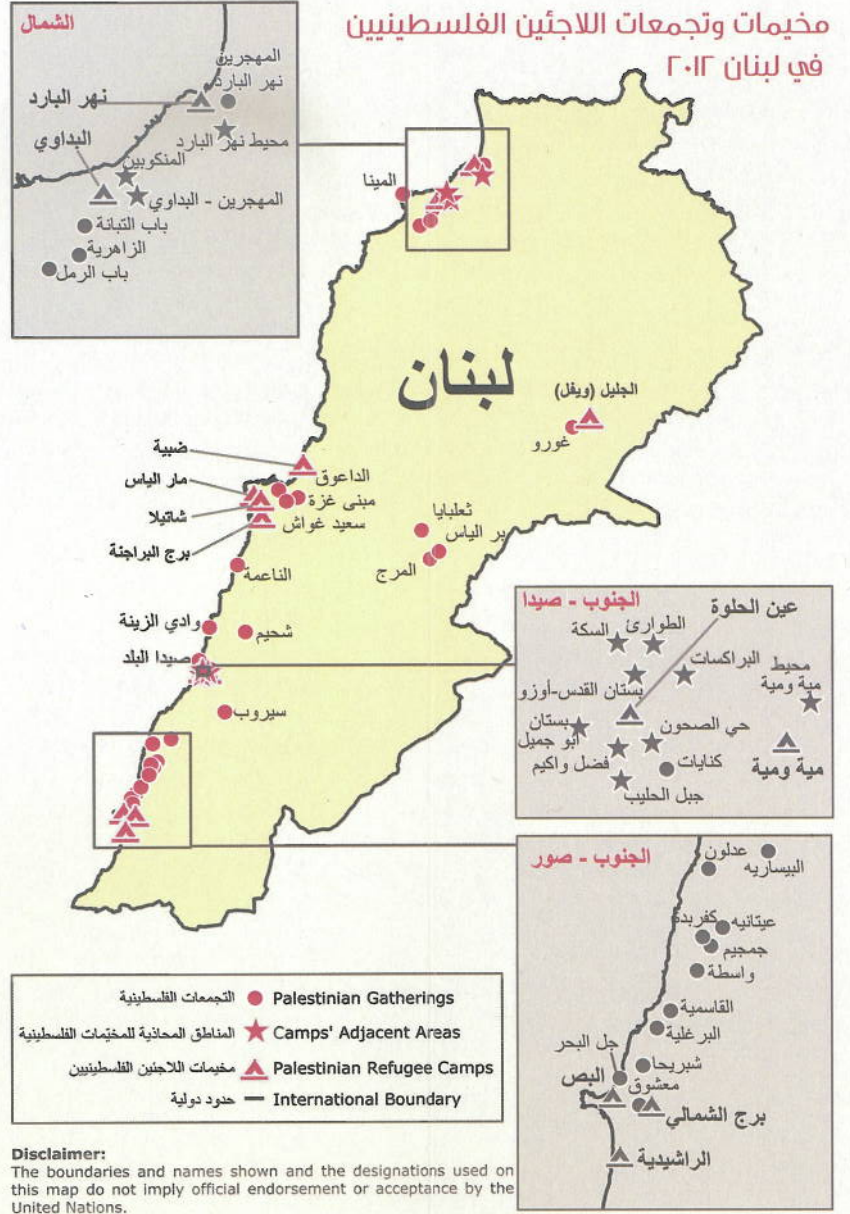 مخيمات وتجمعات اللاجئين الفلسطينيين
في لبنان ٢٠١٢
الشمال
المهجرين
نهر البارد
نهر البارد
محيط نهر البارد
البداوي
المنكوبين
المهجرين - البداوي
باب التبانة
الزاهرية
باب الرمل
المينا
لبنان
الجليل (ويفل)
غورو
ضبية
مار الياس
شاتيلا
برج البراجنة
الداعوق
مبنى غزة
سعيد غواش
ثعلبايا
بر الياس
المرج
الناعمة
وادي الزينة
شحيم
صيدا البلد
سيروب
الجنوب - صيدا
عين الحلوة
الطوارئ
السكة
البراكسات
محيط
مية ومية
بستان القدس-أوزو
بستان
أبو جميل
حي الصحون
فضل واكيم
كنايات
مية ومية
جبل الحليب
الجنوب - صور
عدلون
البيساريه
كفربدة
عيتانيه
جمجيم
واسطة
القاسمية
البرغلية
جل البحر
شبريحا
البص
معشوق
برج الشمالي
الراشيدية
التجمعات الفلسطينية Palestinian Gatherings
المناطق المحاذية للمخيّمات الفلسطينية Camps' Adjacent Areas
مخيمات اللاجئين الفلسطينيين Palestinian Refugee Camps
حدود دولية International Boundary
Disclaimer:
The boundaries and names shown and the designations used on
this map do not imply official endorsement or acceptance by the
United Nations.